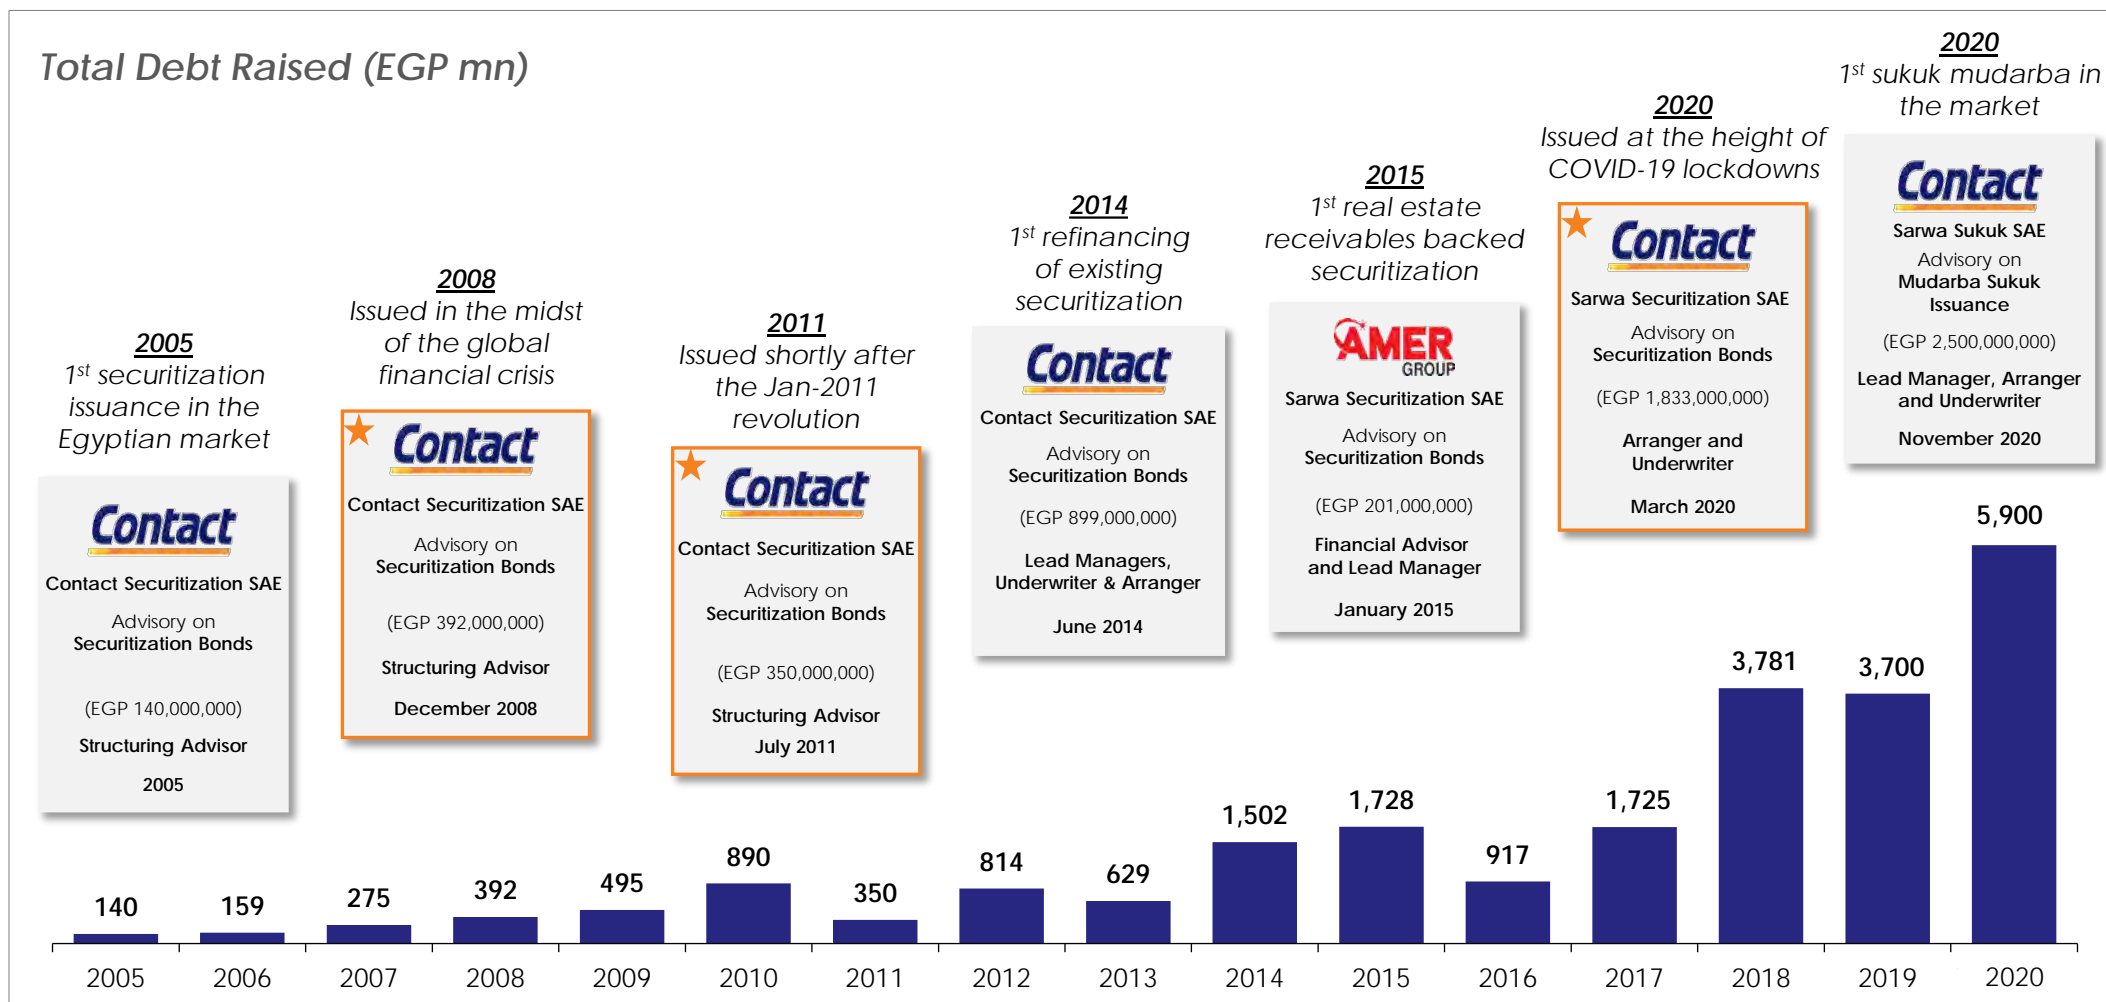 Total Debt Raised (EGP mn)
2005
1st securitization
issuance in the
Egyptian market
Contact
Contact Securitization SAE
Advisory on
Securitization Bonds
(EGP 140,000,000)
Structuring Advisor
2005
2008
Issued in the midst
of the global
financial crisis
Contact
Contact Securitization SAE
Advisory on
Securitization Bonds
(EGP 392,000,000)
Structuring Advisor
December 2008
2011
Issued shortly after
the Jan-2011
revolution
Contact
Contact Securitization SAE
Advisory on
Securitization Bonds
(EGP 350,000,000)
Structuring Advisor
July 2011
2014
1st refinancing
of existing
securitization
Contact
Contact Securitization SAE
Advisory on
Securitization Bonds
(EGP 899,000,000)
Lead Managers,
Underwriter & Arranger
June 2014
2015
1st real estate
receivables backed
securitization
AMER
GROUP
Sarwa Securitization SAE
Advisory on
Securitization Bonds
(EGP 201,000,000)
Financial Advisor
and Lead Manager
January 2015
2020
Issued at the height of
COVID-19 lockdowns
Contact
Sarwa Securitization SAE
Advisory on
Securitization Bonds
(EGP 1,833,000,000)
Arranger and
Underwriter
March 2020
2020
1st sukuk mudarba in
the market
Contact
Sarwa Sukuk SAE
Advisory on
Mudarba Sukuk
Issuance
(EGP 2,500,000,000)
Lead Manager, Arranger
and Underwriter
November 2020
140 159 275 392 495 890 350 814 629 1,502 1,728 917 1,725 3,781 3,700 5,900
2005 2006 2007 2008 2009 2010 2011 2012 2013 2014 2015 2016 2017 2018 2019 2020